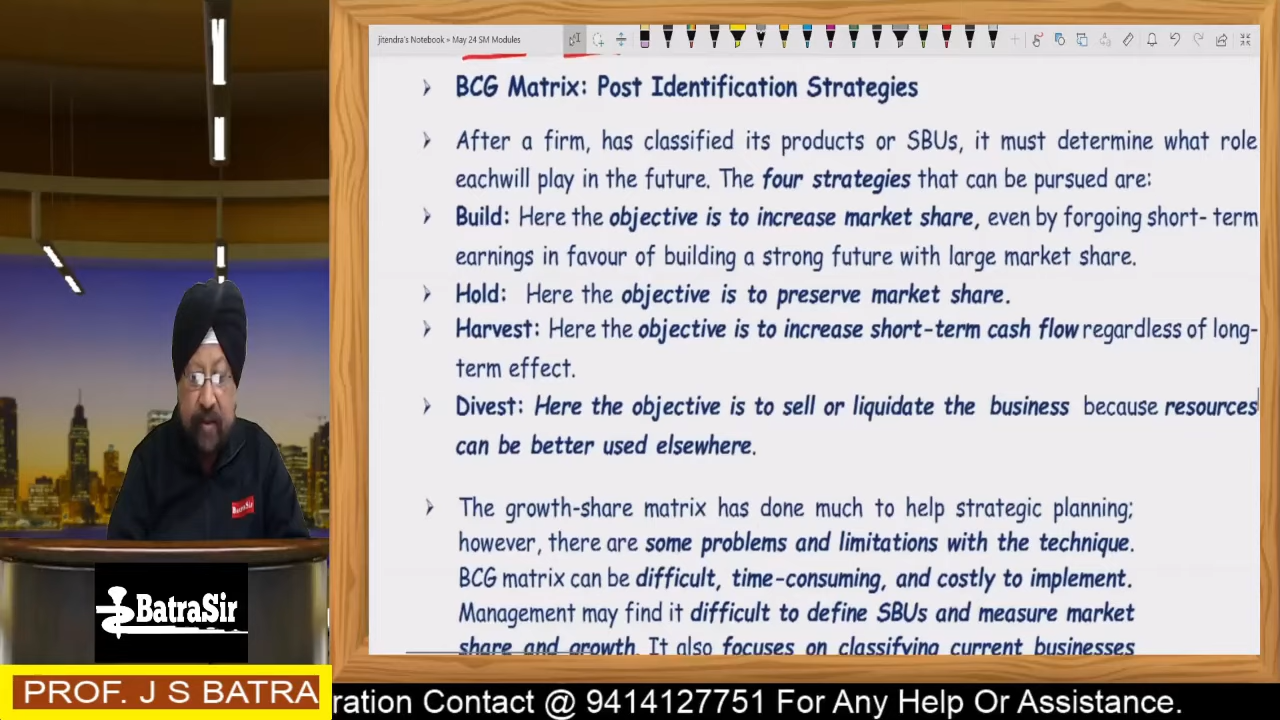 Jitendra's Notebook » May 24 SM Modules
BCG Matrix: Post Identification Strategies
After a firm, has classified its products or SBUs, it must determine what role
eachwill play in the future. The four strategies that can be pursued are:
Build: Here the objective is to increase market share, even by forgoing short- term
earnings in favour of building a strong future with large market share.
Hold: Here the objective is to preserve market share.
Harvest: Here the objective is to increase short-term cash flow regardless of long-
term effect.
Divest: Here the objective is to sell or liquidate the business because resources
can be better used elsewhere.
The growth-share matrix has done much to help strategic planning;
however, there are some problems and limitations with the technique.
BCG matrix can be difficult, time-consuming, and costly to implement.
Management may find it difficult to define SBUs and measure market
share and growth. It also focuses on classifying current businesses
BatraSir
BatraSir
PROF. J S BATRA
ration Contact @ 9414127751 For Any Help Or Assistance.